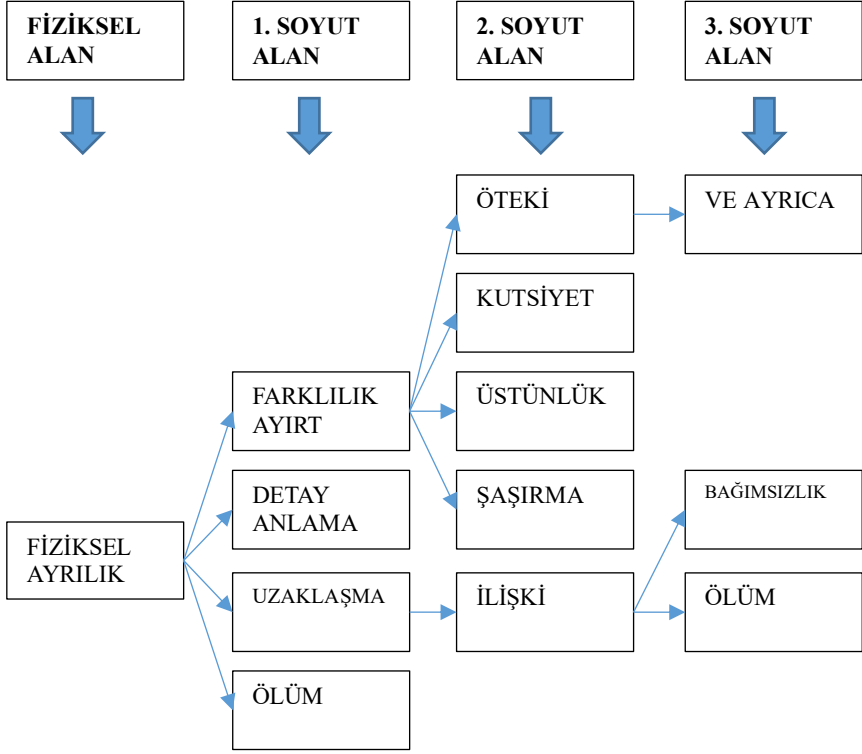 FİZİKSEL
ALAN
1. SOYUT
ALAN
2. SOYUT
ALAN
3. SOYUT
ALAN
ÖTEKİ
VE AYRICA
KUTSİYET
FARKLILIK
AYIRT
ÜSTÜNLÜK
DETAY
ANLAMA
ŞAŞIRMA
BAĞIMSIZLIK
FİZİKSEL
AYRILIK
UZAKLAŞMA
İLİŞKİ
ÖLÜM
ÖLÜM